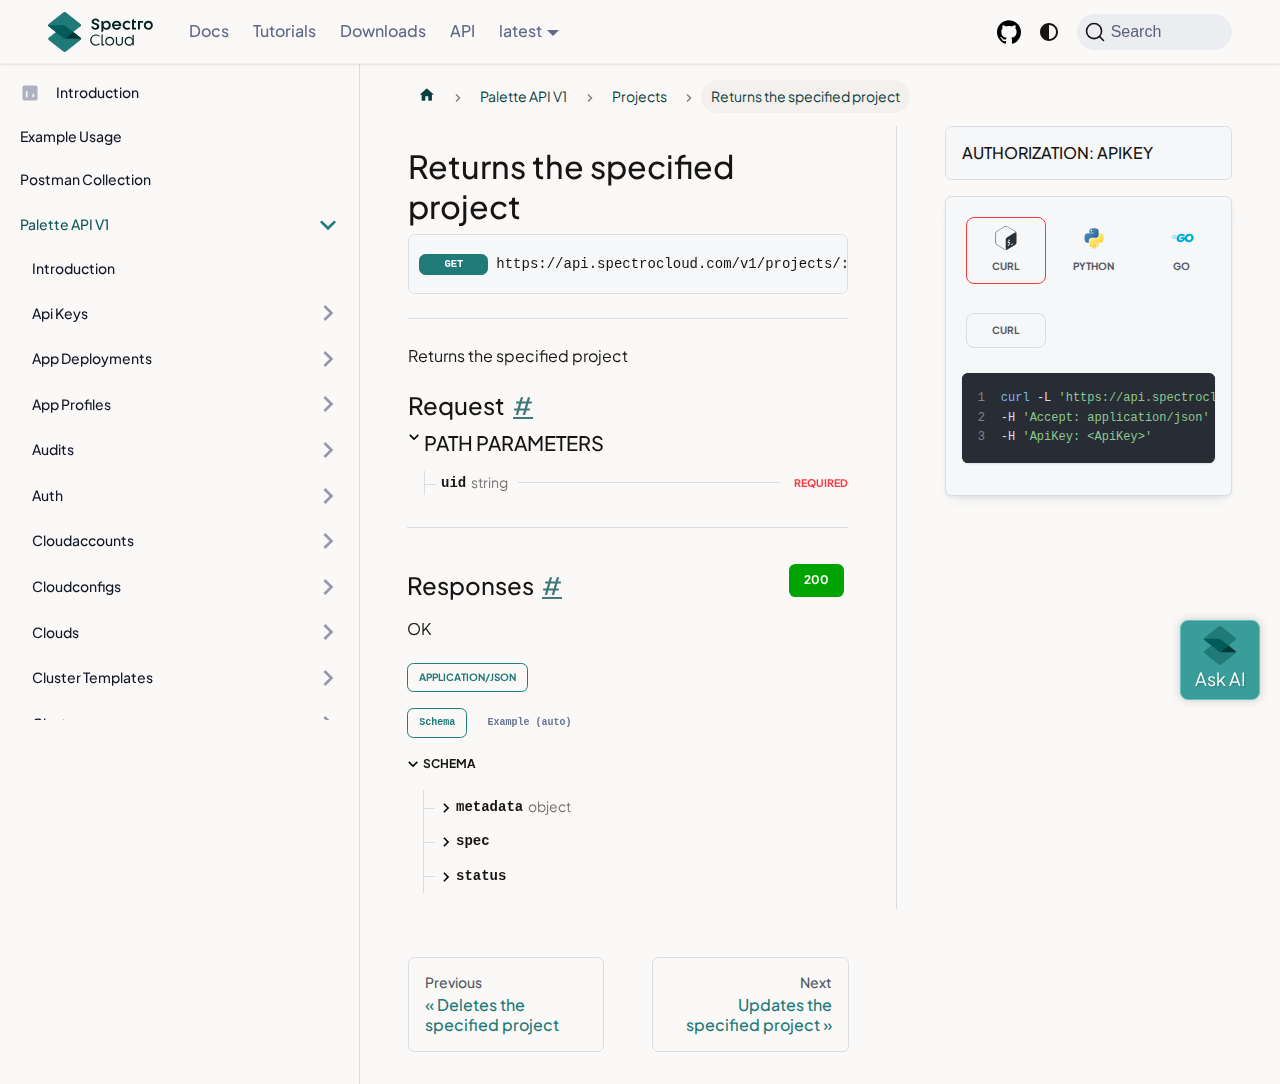 Spectro
Cloud
Docs
Tutorials
Downloads
API
latest
Search
Introduction
Example Usage
Postman Collection
Palette API V1
Introduction
Api Keys
App Deployments
App Profiles
Audits
Auth
Cloudaccounts
Cloudconfigs
Clouds
Cluster Templates
Palette API V1
Projects
Returns the specified project
Returns the specified
project
GET https://api.spectrocloud.com/v1/projects/:
Returns the specified project
Request #
PATH PARAMETERS
uid string
REQUIRED
Responses #
200
OK
APPLICATION/JSON
Schema
Example (auto)
SCHEMA
metadata object
spec
status
Previous
« Deletes the
specified project
Next
Updates the
specified project »
AUTHORIZATION: APIKEY
CURL
PYTHON
GO
CURL
1 curl -L 'https://api.spectrocl
2 -H 'Accept: application/json'
3 -H 'ApiKey: <ApiKey>'
Ask AI